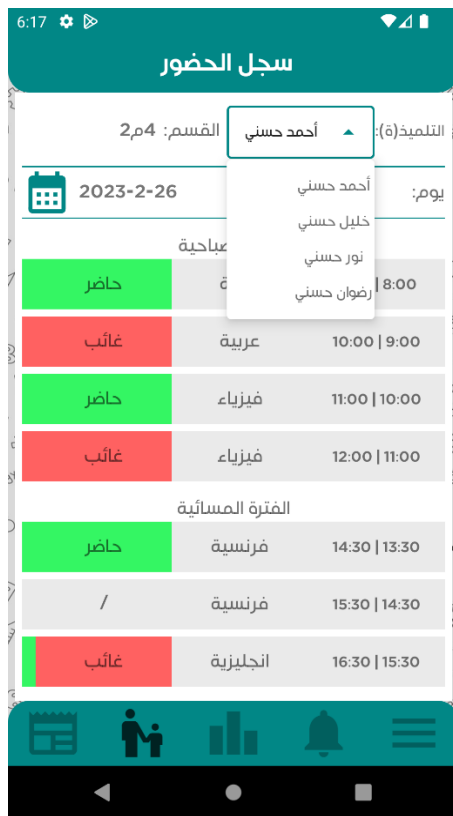 6:17
سجل الحضور
التلميذ(ة): أحمد حسني القسم: 4م2
يوم: 2023-2-26
أحمد حسني
خليل حسني
نور حسني
رضوان حسني
8:00 حاضر
9:00 | 10:00 عربية غائب
10:00 | 11:00 فيزياء حاضر
11:00 | 12:00 فيزياء غائب
الفترة المسائية
13:30 | 14:30 فرنسية حاضر
14:30 | 15:30 فرنسية /
15:30 | 16:30 انجليزية غائب